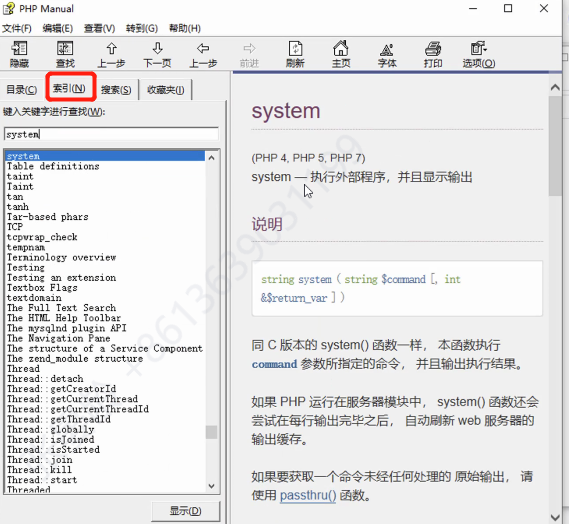 PHP Manual
文件(F) 编辑(E) 查看(V) 转到(G) 帮助(H)
隐藏 查找 上一步 下一页 上一步 前进 刷新 主页 字体 打印 选项(O)
目录(C) 索引(N) 搜索(S) 收藏夹(I)
键入关键字进行查找(W):
system
system
Table definitions
taint
Taint
tan
tanh
Tar-based phars
TCP
tcpwrap_check
tempnam
Terminology overview
Testing
Testing an extension
Textbox Flags
textdomain
The Full Text Search
The HTML Help Toolbar
The mysqlnd plugin API
The Navigation Pane
The structure of a Service Component
The zend_module structure
Thread
Thread::detach
Thread::getCreatorId
Thread::getCurrentThread
Thread::getCurrentThreadId
Thread::getThreadId
Thread::globally
Thread::isJoined
Thread::isStarted
Thread::join
Thread::kill
Thread::start
Threaded
显示(D)
system
(PHP 4, PHP 5, PHP 7)
system — 执行外部程序，并且显示输出
说明
string system ( string $command [, int
&$return_var ] )
同 C 版本的 system() 函数一样， 本函数执行
command 参数所指定的命令， 并且输出执行结果。
如果 PHP 运行在服务器模块中， system() 函数还会
尝试在每行输出完毕之后， 自动刷新 web 服务器的
输出缓存。
如果要获取一个命令未经任何处理的 原始输出， 请
使用 passthru() 函数。